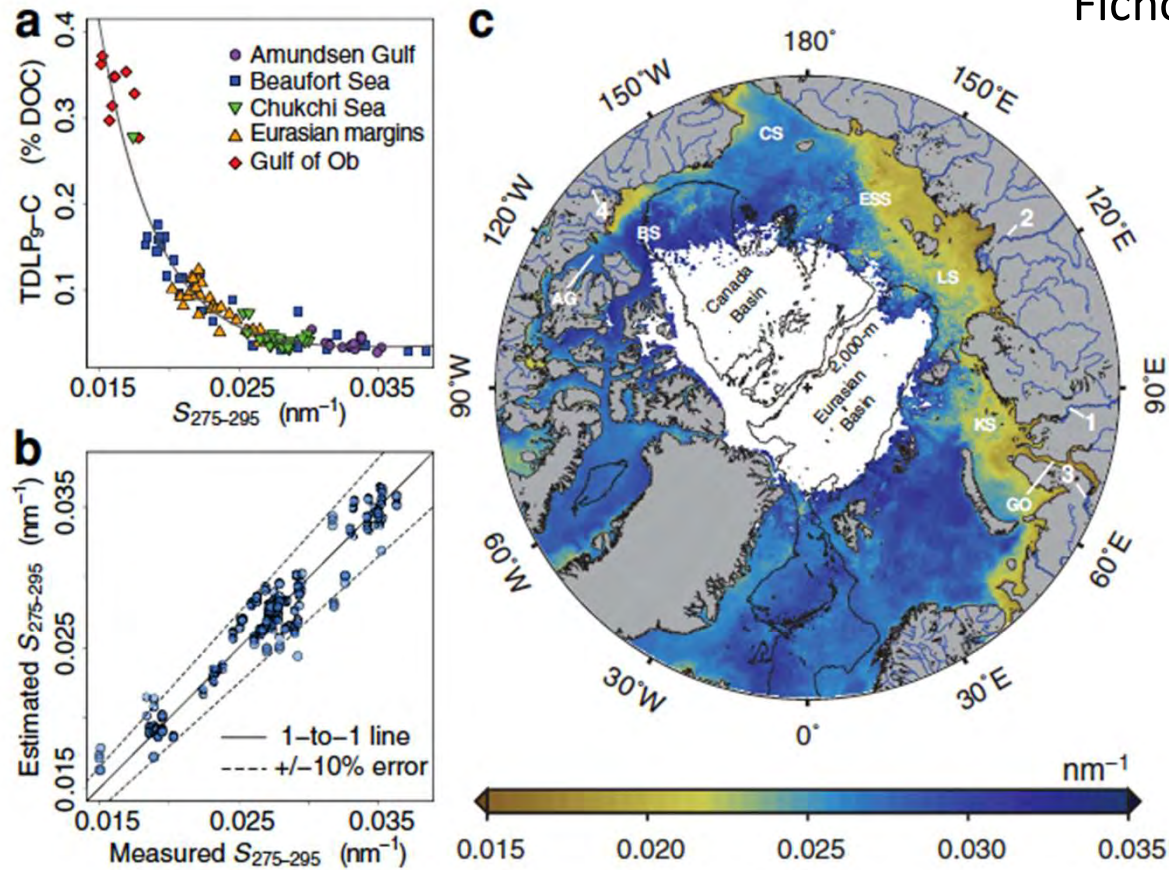 Ficho
a
TDLP9–C (% DOC)
0.4
0.3
0.2
0.1
Amundsen Gulf
Beaufort Sea
Chukchi Sea
Eurasian margins
Gulf of Ob
0.015 0.025 0.035
S275–295 (nm−1)
b
Estimated S275–295 (nm−1)
0.035
0.025
0.015
1–to–1 line
+/–10% error
0.015 0.025 0.035
Measured S275–295 (nm−1)
c
180°
150°W
150°E
120°W
120°E
90°W
90°E
60°W
60°E
30°W
30°E
0°
CS
ESS
4
2
BS
AG
LS
Canada
Basin
2,000-m
Eurasian
Basin
KS
1
3
GO
nm−1
0.015 0.020 0.025 0.030 0.035